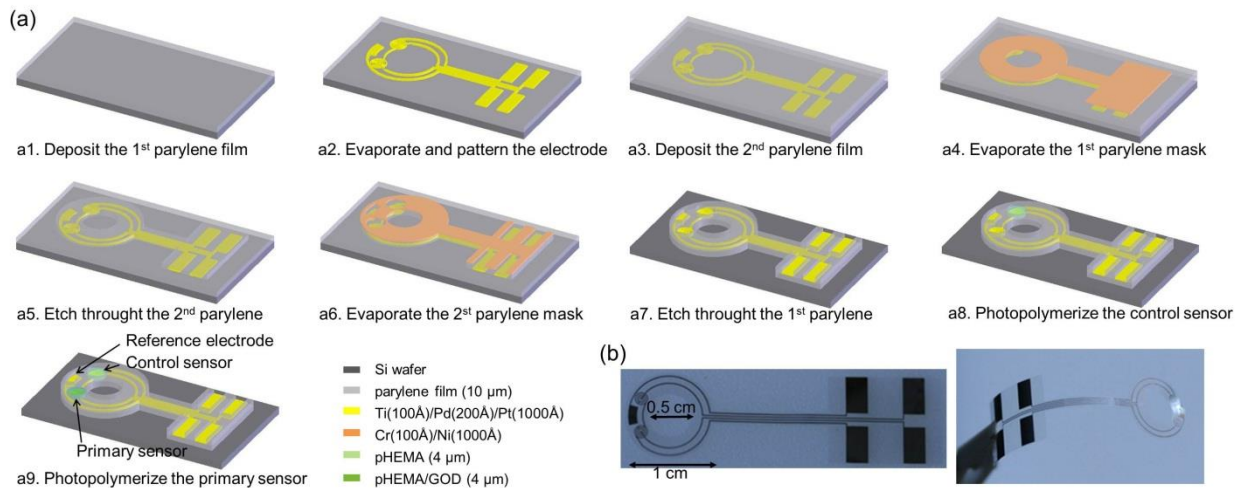 (a)
a1. Deposit the 1st parylene film
a2. Evaporate and pattern the electrode
a3. Deposit the 2nd parylene film
a4. Evaporate the 1st parylene mask
a5. Etch throught the 2nd parylene
a6. Evaporate the 2st parylene mask
a7. Etch throught the 1st parylene
a8. Photopolymerize the control sensor
Reference electrode
Control sensor
Primary sensor
a9. Photopolymerize the primary sensor
Si wafer
parylene film (10 µm)
Ti(100Å)/Pd(200Å)/Pt(1000Å)
Cr(100Å)/Ni(1000Å)
pHEMA (4 µm)
pHEMA/GOD (4 µm)
(b)
0.5 cm
1 cm